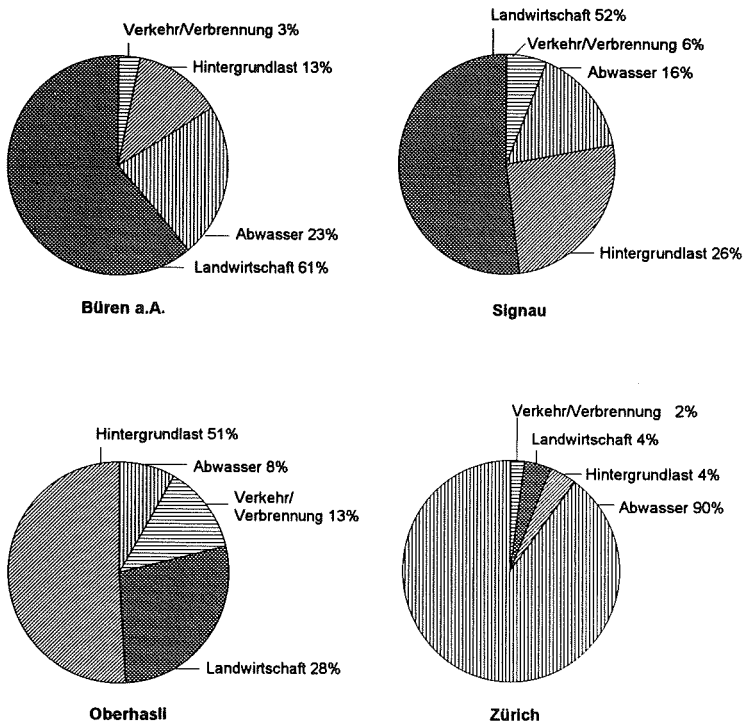 Verkehr/Verbrennung 3%
Hintergrundlast 13%
Abwasser 23%
Landwirtschaft 61%
Büren a.A.
Landwirtschaft 52%
Verkehr/Verbrennung 6%
Abwasser 16%
Hintergrundlast 26%
Signau
Hintergrundlast 51%
Abwasser 8%
Verkehr/
Verbrennung 13%
Landwirtschaft 28%
Oberhasli
Verkehr/Verbrennung 2%
Landwirtschaft 4%
Hintergrundlast 4%
Abwasser 90%
Zürich